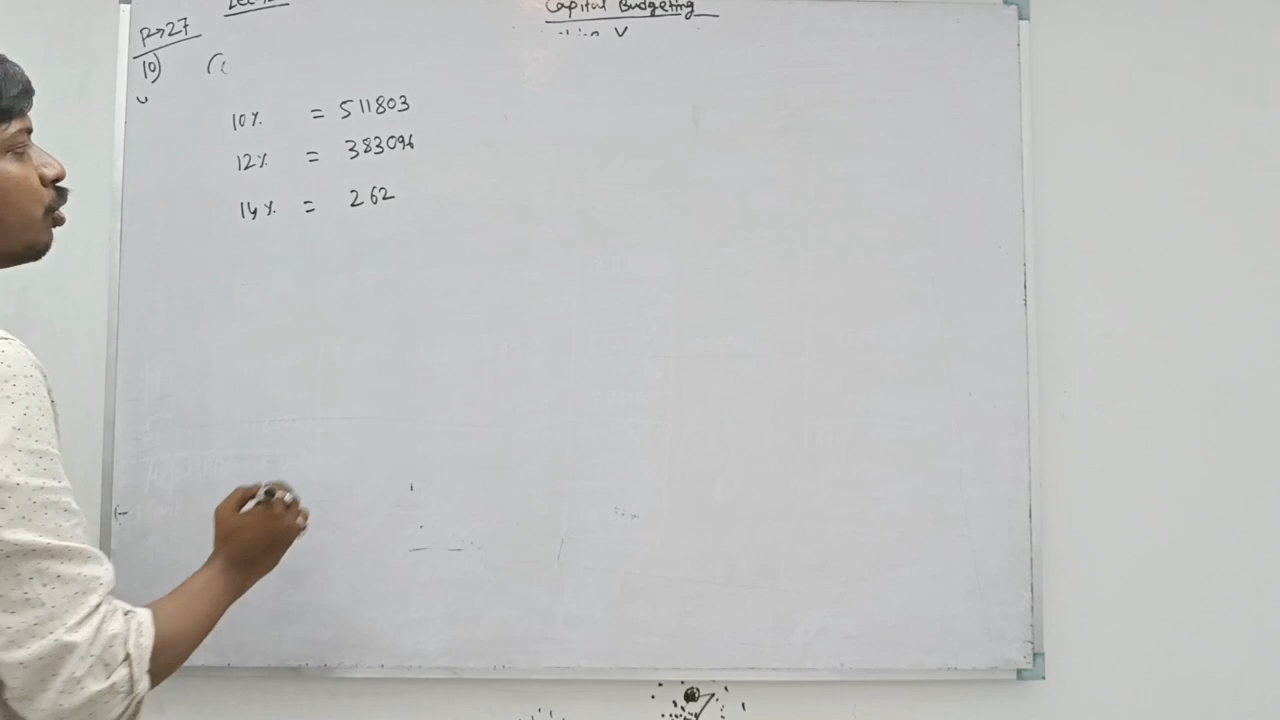 Capital Budgeting
P→27
10)
10% = 511803
12% = 383096
14% = 262